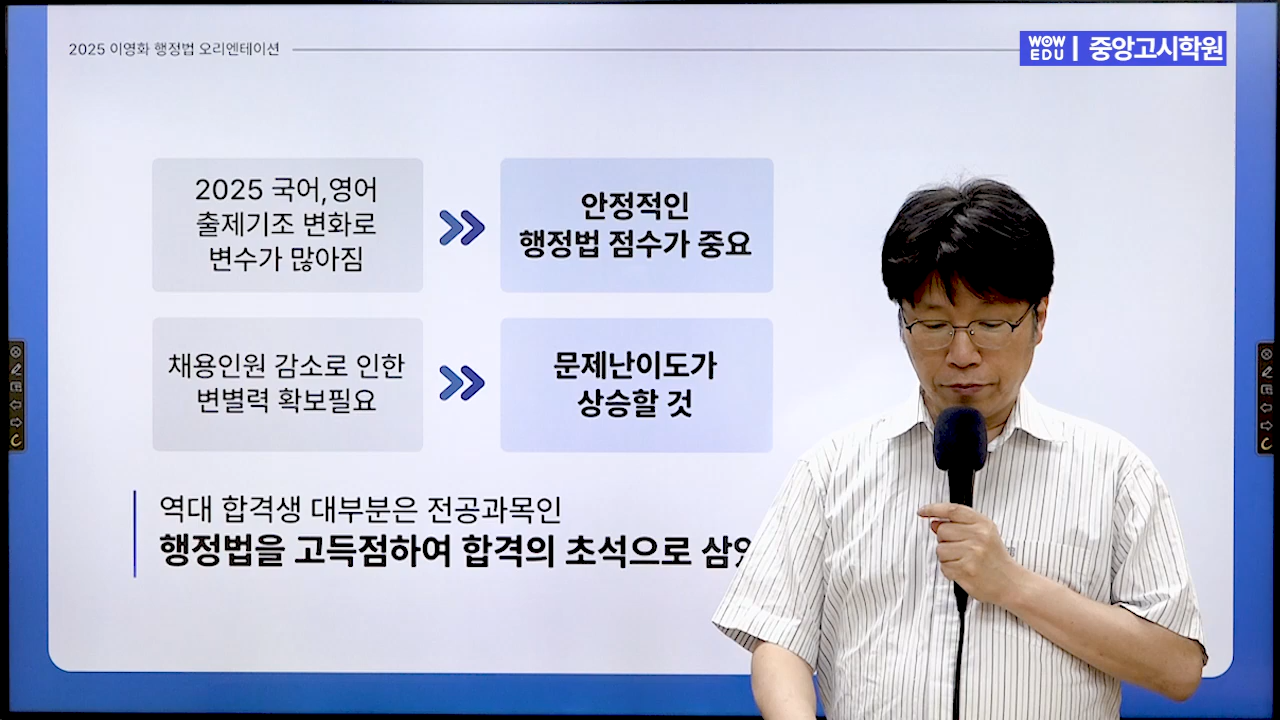 2025 이영화 행정법 오리엔테이션
WOW
EDU
중앙고시학원
2025 국어,영어
출제기조 변화로
변수가 많아짐
안정적인
행정법 점수가 중요
채용인원 감소로 인한
변별력 확보필요
문제난이도가
상승할 것
역대 합격생 대부분은 전공과목인
행정법을 고득점하여 합격의 초석으로